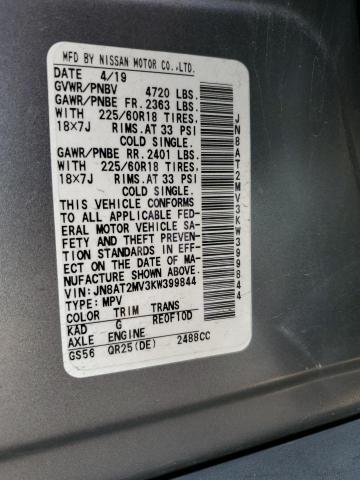 MFD BY NISSAN MOTOR CO.,LTD.
DATE 4/19
GVWR/PNBV 4720 LBS.
GAWR/PNBE FR. 2363 LBS.
WITH 225/60R18 TIRES,
18x7J RIMS.AT 33 PSI
COLD SINGLE.
GAWR/PNBE RR. 2401 LBS.
WITH 225/60R18 TIRES,
18x7J RIMS.AT 33 PSI
COLD SINGLE.
THIS VEHICLE CONFORMS
TO ALL APPLICABLE FED-
ERAL MOTOR VEHICLE SA-
FETY AND THEFT PREVEN-
TION STANDARDS IN EFF-
ECT ON THE DATE OF MA-
NUFACTURE SHOWN ABOVE.
VIN: JN8AT2MV3KW399844
TYPE: MPV
COLOR TRIM TRANS
KAD G RE0F10D
AXLE ENGINE
GS56 QR25(DE) 2488CC
JN8AT2MV3KW399844